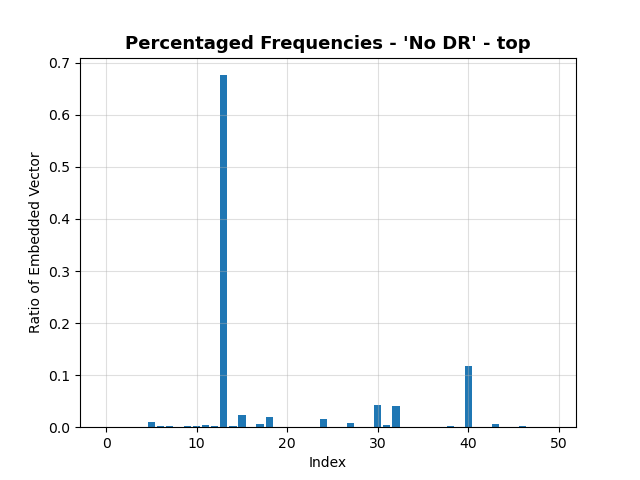 Percentaged Frequencies - 'No DR' - top
Ratio of Embedded Vector
0.7
0.6
0.5
0.4
0.3
0.2
0.1
0.0
0 10 20 30 40 50
Index